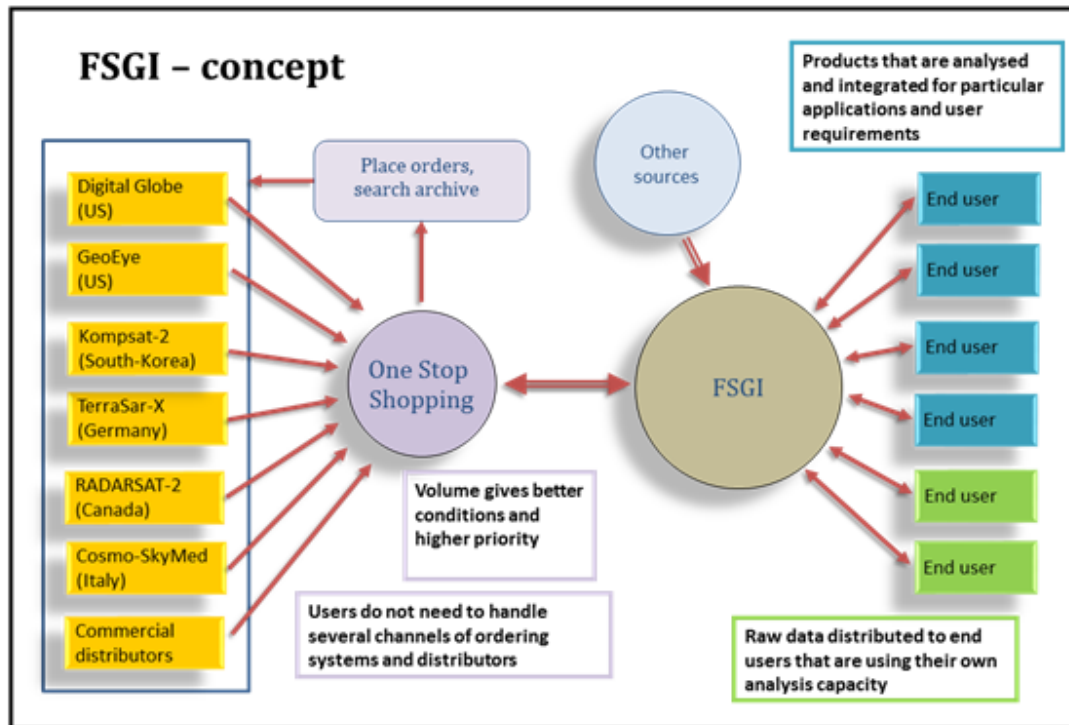 FSGI – concept
Digital Globe
(US)
GeoEye
(US)
Kompsat-2
(South-Korea)
TerraSar-X
(Germany)
RADARSAT-2
(Canada)
Cosmo-SkyMed
(Italy)
Commercial
distributors
Place orders,
search archive
One Stop
Shopping
Volume gives better
conditions and
higher priority
Users do not need to handle
several channels of ordering
systems and distributors
Other
sources
FSGI
Products that are analysed
and integrated for particular
applications and user
requirements
End user
End user
End user
End user
End user
End user
Raw data distributed to end
users that are using their own
analysis capacity